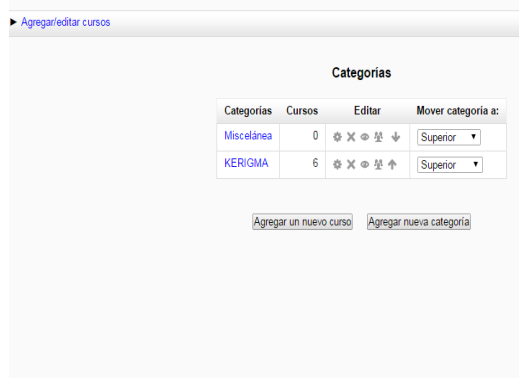 Agregar/editar cursos
Categorías
Categorías Cursos Editar Mover categoría a:
Miscelánea 0 Superior
KERIGMA 6 Superior
Agregar un nuevo curso Agregar nueva categoría